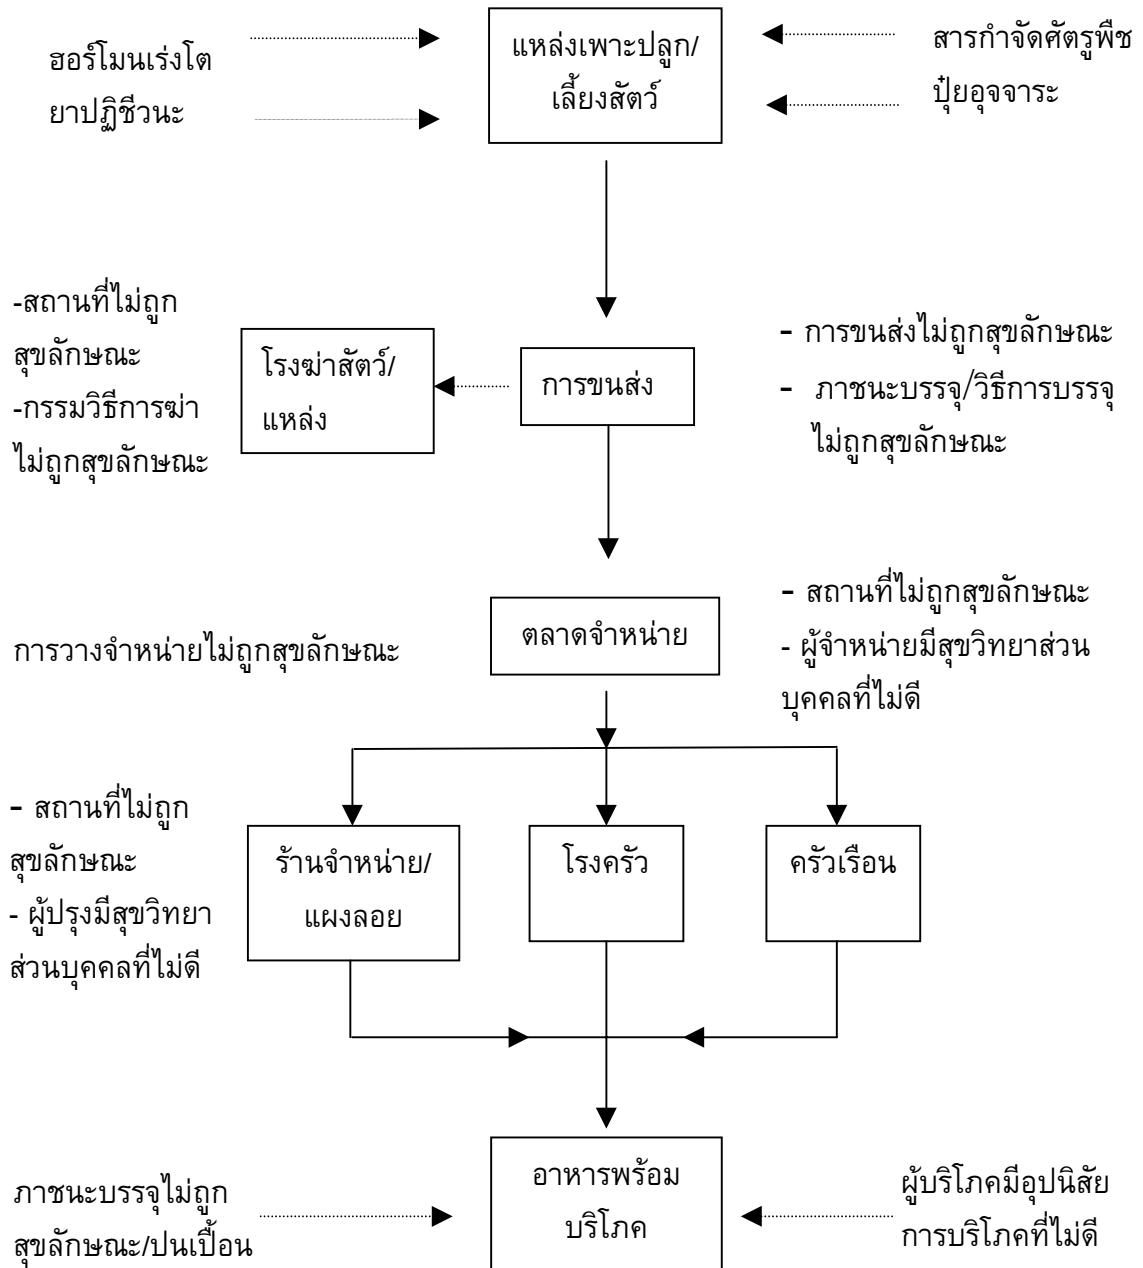 ฮอร์โมนเร่งโต
ยาปฏิชีวนะ
แหล่งเพาะปลูก/
เลี้ยงสัตว์
สารกำจัดศัตรูพืช
ปุ๋ยอุจจาระ
-สถานที่ไม่ถูก
สุขลักษณะ
-กรรมวิธีการฆ่า
ไม่ถูกสุขลักษณะ
โรงฆ่าสัตว์/
แหล่ง
การขนส่ง
- การขนส่งไม่ถูกสุขลักษณะ
- ภาชนะบรรจุ/วิธีการบรรจุ
ไม่ถูกสุขลักษณะ
การวางจำหน่ายไม่ถูกสุขลักษณะ
ตลาดจำหน่าย
- สถานที่ไม่ถูกสุขลักษณะ
- ผู้จำหน่ายมีสุขวิทยาส่วน
บุคคลที่ไม่ดี
- สถานที่ไม่ถูก
สุขลักษณะ
- ผู้ปรุงมีสุขวิทยา
ส่วนบุคคลที่ไม่ดี
ร้านจำหน่าย/
แผงลอย
โรงครัว
ครัวเรือน
ภาชนะบรรจุไม่ถูก
สุขลักษณะ/ปนเปื้อน
อาหารพร้อม
บริโภค
ผู้บริโภคมีอุปนิสัย
การบริโภคที่ไม่ดี